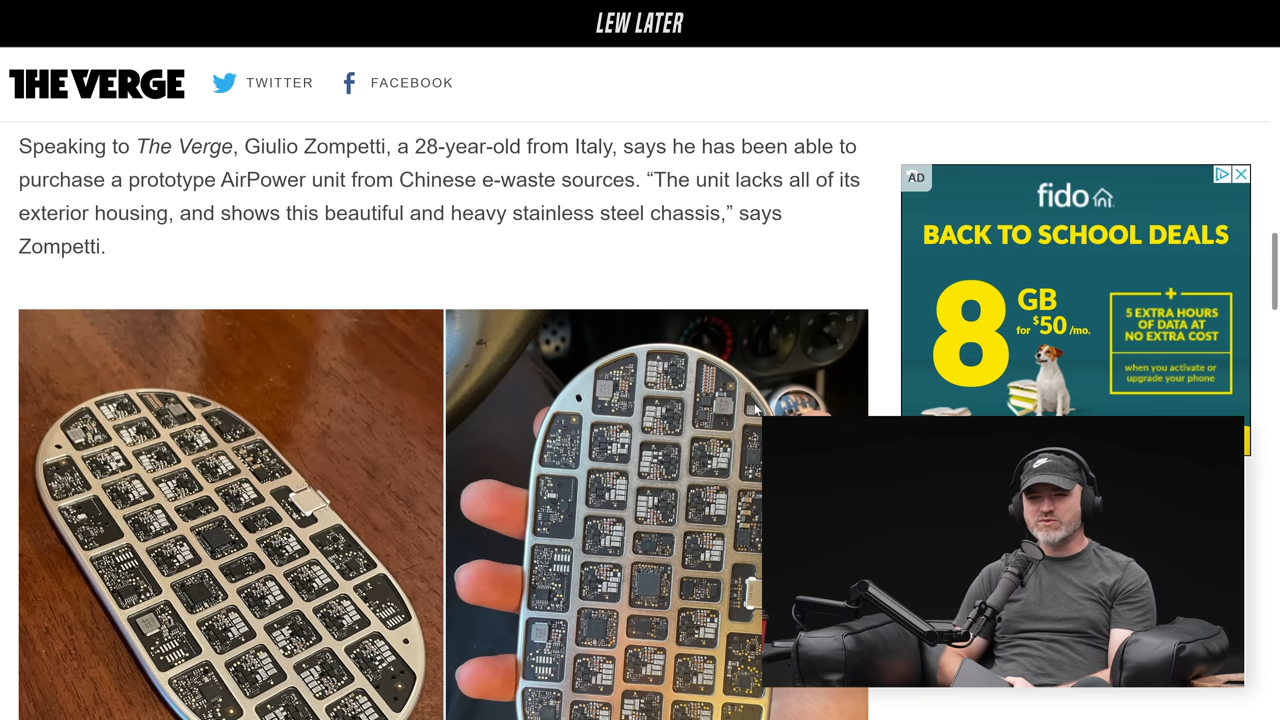 LEW LATER
THE VERGE
TWITTER
FACEBOOK
Speaking to The Verge, Giulio Zompetti, a 28-year-old from Italy, says he has been able to
purchase a prototype AirPower unit from Chinese e-waste sources. “The unit lacks all of its
exterior housing, and shows this beautiful and heavy stainless steel chassis,” says
Zompetti.
AD
fido
BACK TO SCHOOL DEALS
8 GB
for $50 /mo.
+
5 EXTRA HOURS
OF DATA AT
NO EXTRA COST
when you activate or
upgrade your phone